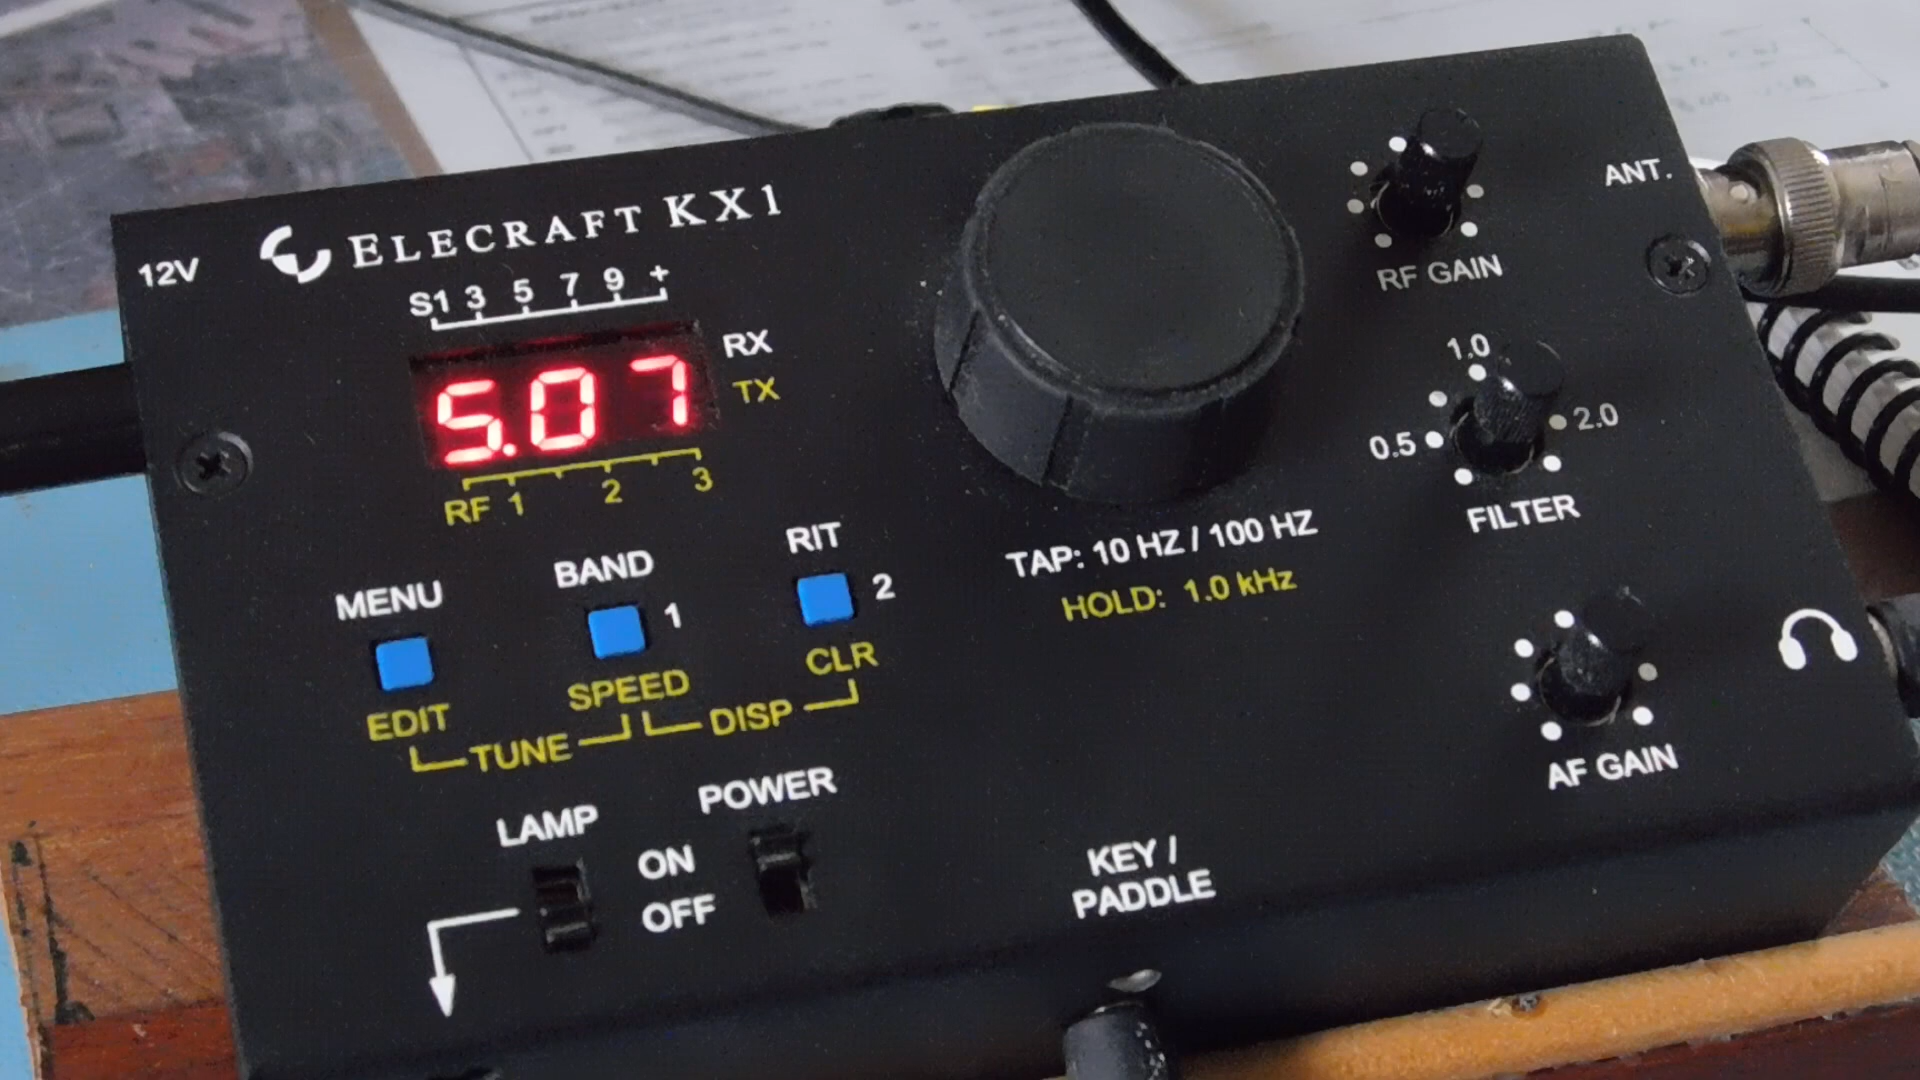 12V
ELECRAFT KX1
S1 3 5 7 9 +
5.07
RX
TX
RF 1 2 3
RF GAIN
ANT.
1.0
0.5
2.0
FILTER
TAP: 10 HZ / 100 HZ
HOLD: 1.0 kHz
MENU
BAND
RIT
1
2
EDIT
SPEED
CLR
TUNE
DISP
LAMP
POWER
ON
OFF
KEY /
PADDLE
AF GAIN